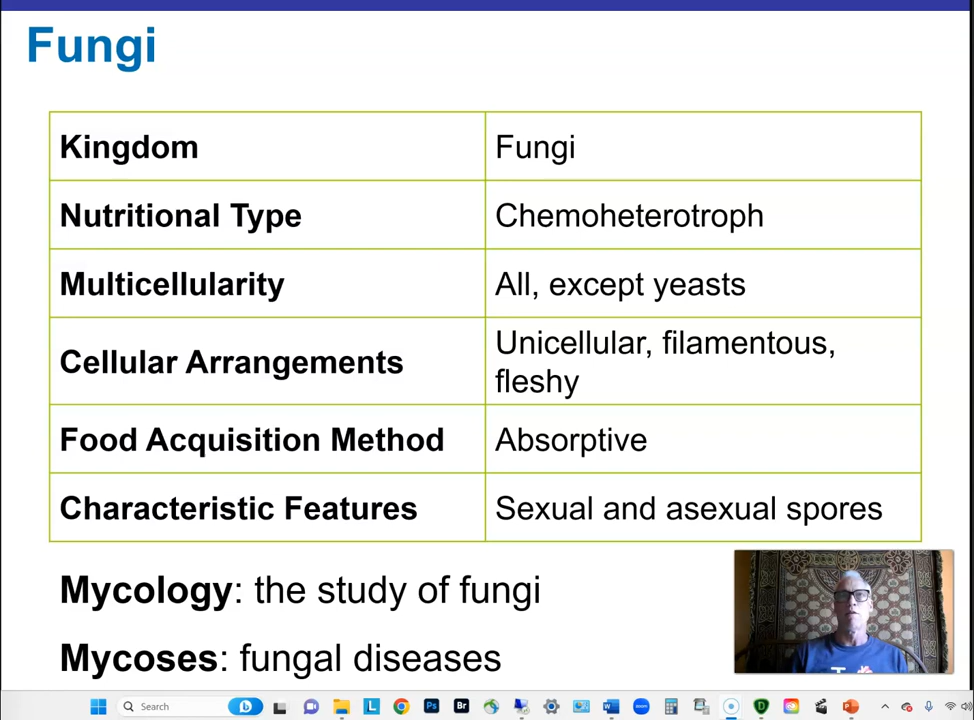 Fungi
Kingdom Fungi
Nutritional Type Chemoheterotroph
Multicellularity All, except yeasts
Cellular Arrangements Unicellular, filamentous,
fleshy
Food Acquisition Method Absorptive
Characteristic Features Sexual and asexual spores
Mycology: the study of fungi
Mycoses: fungal diseases
Search